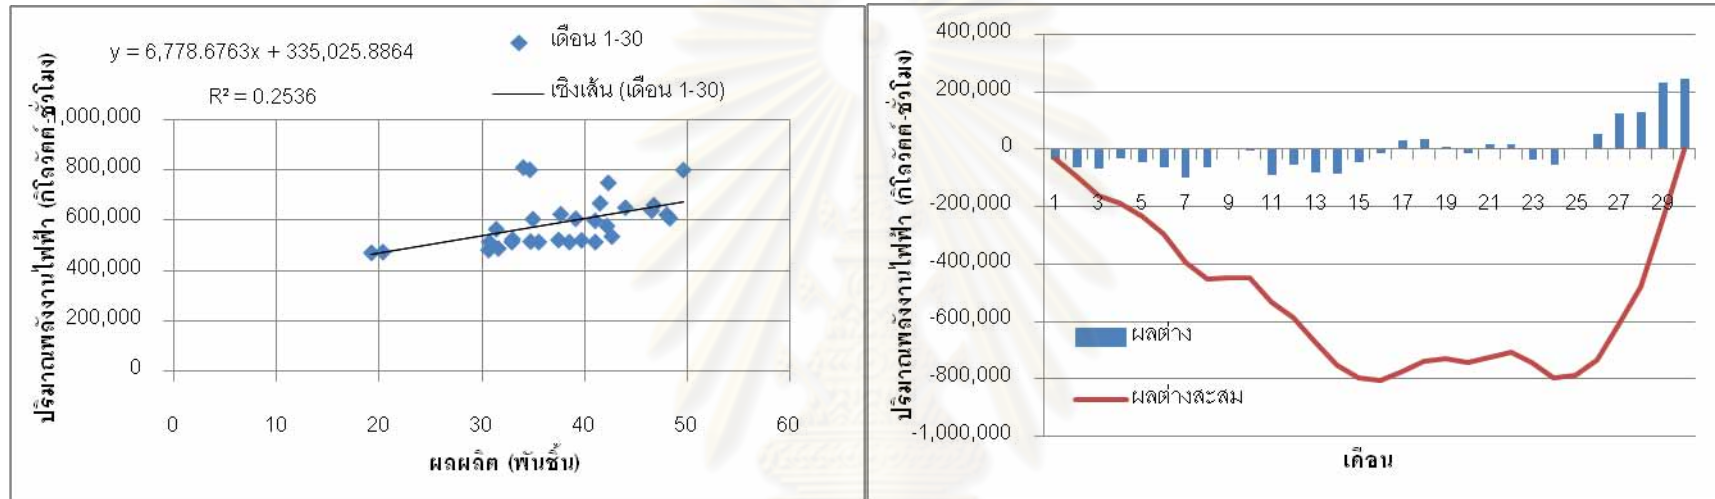 y = 6,778.6763x + 335,025.8864
R² = 0.2536
เดือน 1-30
เชิงเส้น (เดือน 1-30)
ปริมาณพลังงานไฟฟ้า (กิโลวัตต์-ชั่วโมง)
1,000,000
800,000
600,000
400,000
200,000
0
0 10 20 30 40 50 60
ผลผลิต (พันชิ้น)
ปริมาณพลังงานไฟฟ้า (กิโลวัตต์-ชั่วโมง)
400,000
200,000
0
-200,000
-400,000
-600,000
-800,000
-1,000,000
1 3 5 7 9 11 13 15 17 19 21 23 25 27 29
ผลต่าง
ผลต่างสะสม
เดือน